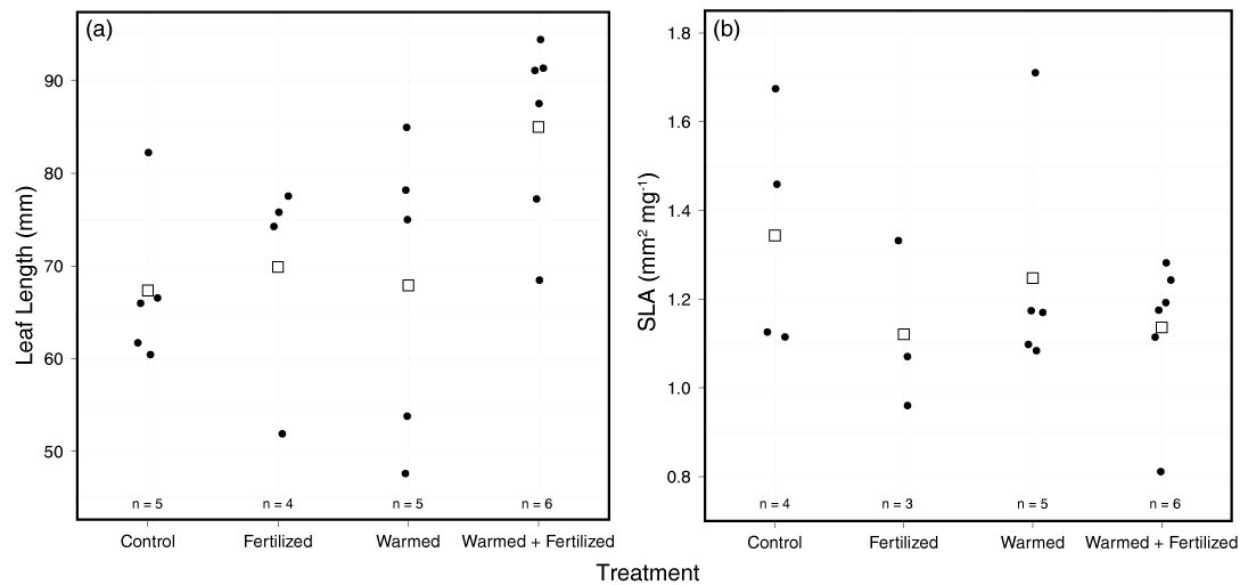 (a)
Leaf Length (mm)
90
80
70
60
50
n = 5
n = 4
n = 5
n = 6
Control
Fertilized
Warmed
Warmed + Fertilized
(b)
SLA (mm² mg⁻¹)
1.8
1.6
1.4
1.2
1.0
0.8
n = 4
n = 3
n = 5
n = 6
Control
Fertilized
Warmed
Warmed + Fertilized
Treatment